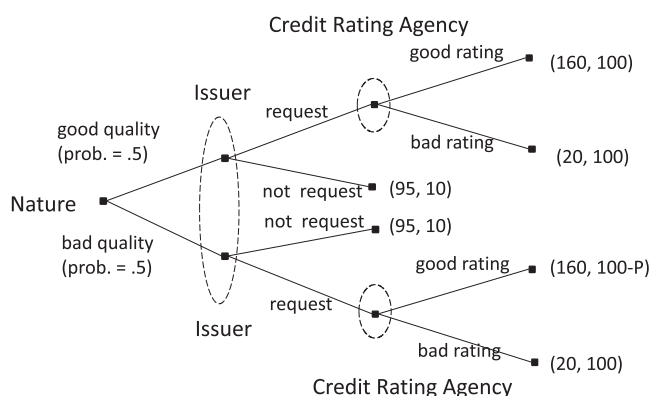 Credit Rating Agency
good rating
(160, 100)
Issuer
request
good quality
(prob. = .5)
bad rating
(20, 100)
not request
(95, 10)
Nature
not request
(95, 10)
bad quality
(prob. = .5)
good rating
(160, 100-P)
request
Issuer
bad rating
(20, 100)
Credit Rating Agency